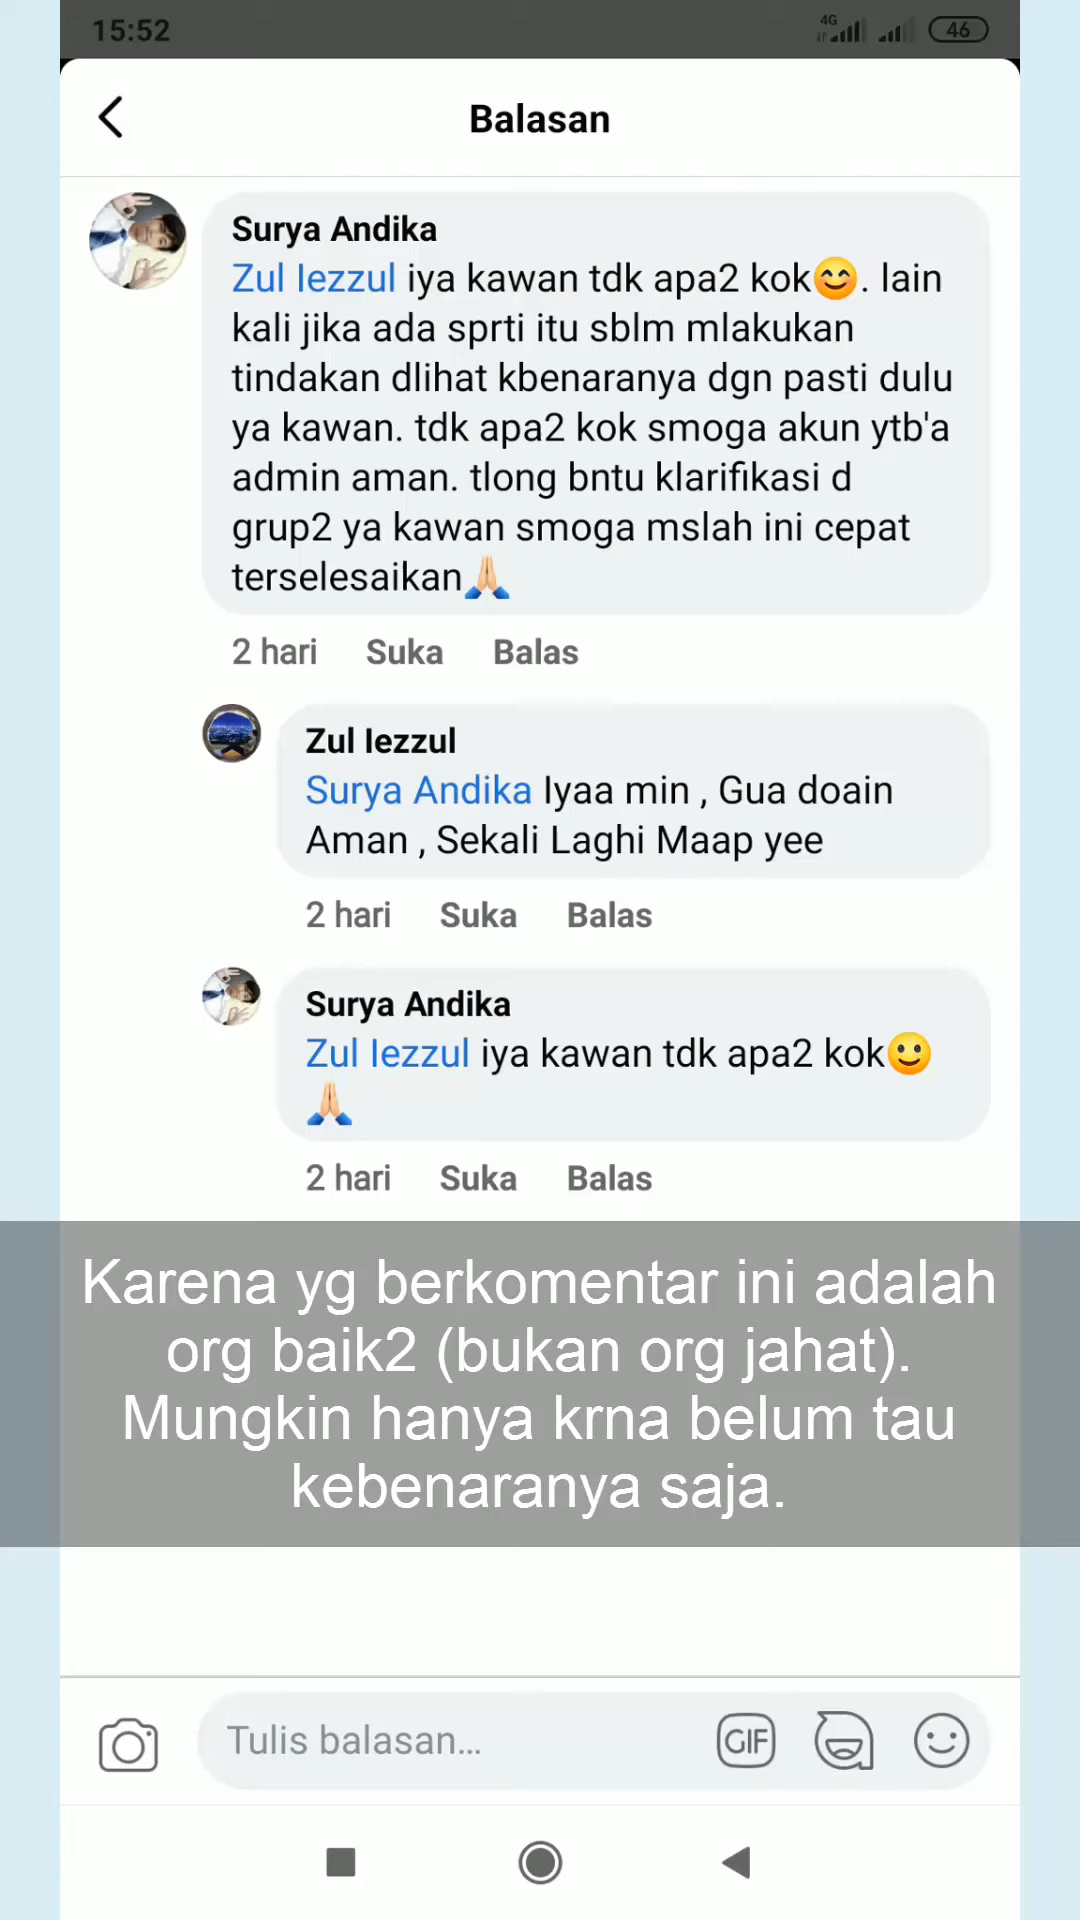 15:52
4G
46
Balasan
Surya Andika
Zul Iezzul iya kawan tdk apa2 kok😊. lain
kali jika ada sprti itu sblm mlakukan
tindakan dlihat kbenaranya dgn pasti dulu
ya kawan. tdk apa2 kok smoga akun ytb'a
admin aman. tlong bntu klarifikasi d
grup2 ya kawan smoga mslah ini cepat
terselesaikan🙏🏻
2 hari Suka Balas
Zul Iezzul
Surya Andika Iyaa min , Gua doain
Aman , Sekali Laghi Maap yee
2 hari Suka Balas
Surya Andika
Zul Iezzul iya kawan tdk apa2 kok🙂
🙏🏻
2 hari Suka Balas
Karena yg berkomentar ini adalah
org baik2 (bukan org jahat).
Mungkin hanya krna belum tau
kebenaranya saja.
Tulis balasan...
GIF